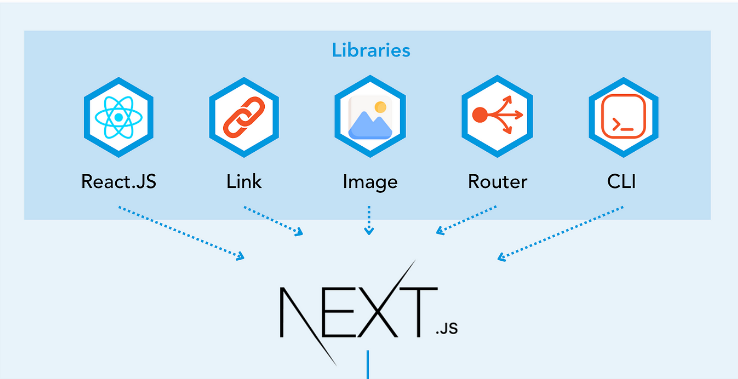 Libraries
React.JS
Link
Image
Router
CLI
NEXT.JS